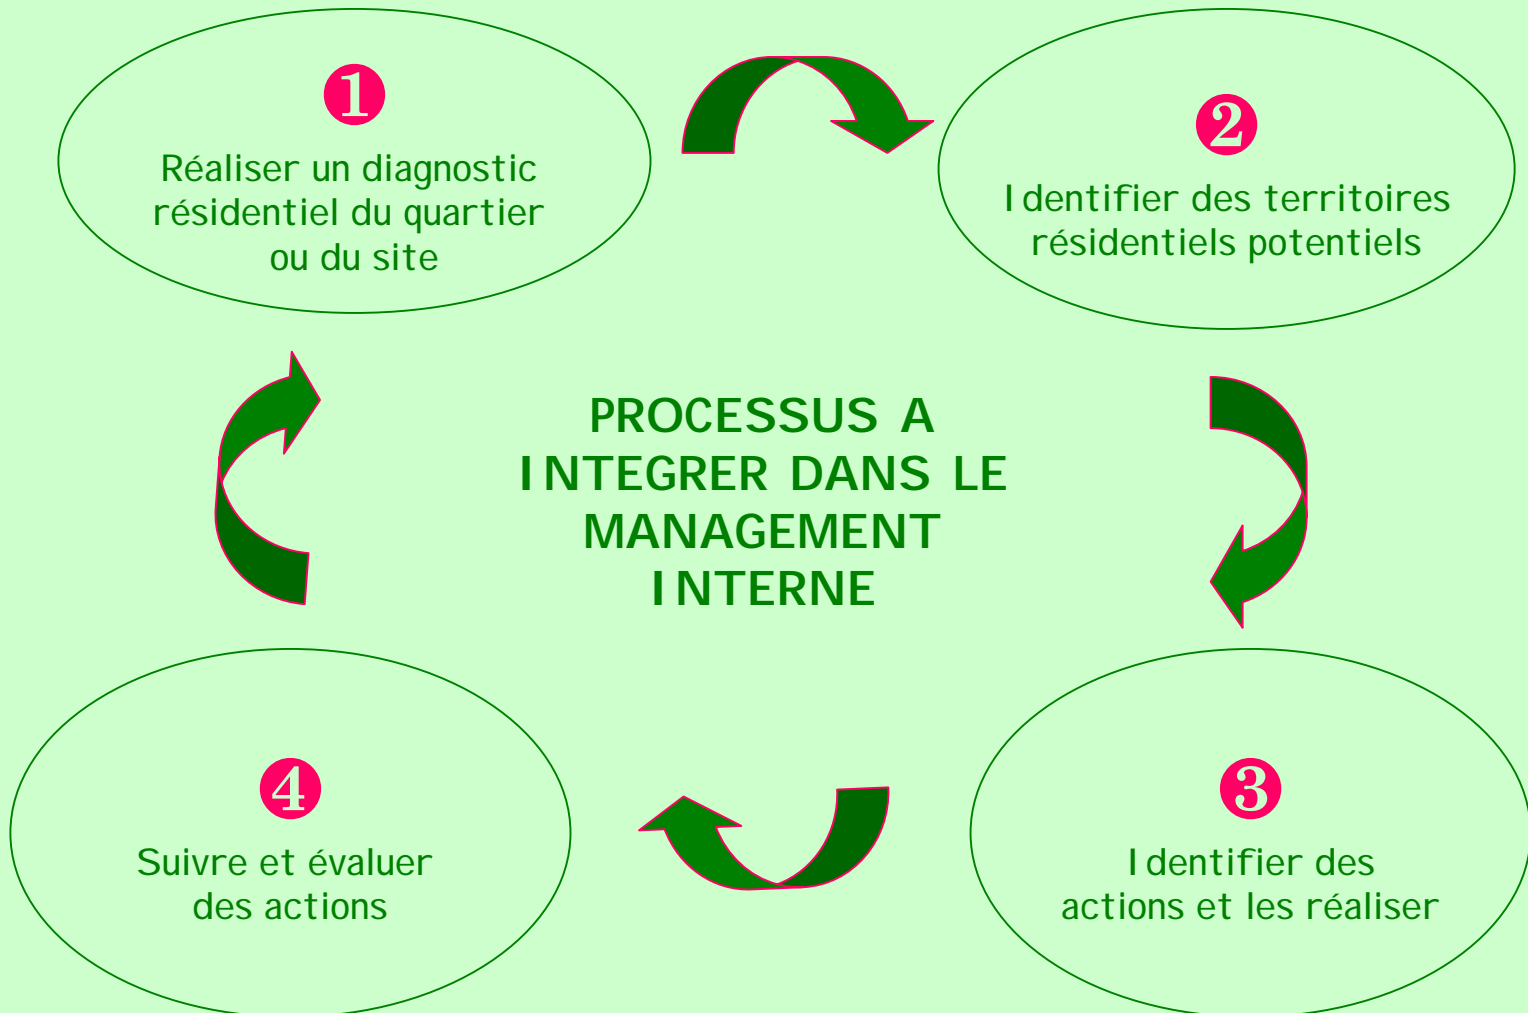 ❶
Réaliser un diagnostic
résidentiel du quartier
ou du site
❷
Identifier des territoires
résidentiels potentiels
PROCESSUS A
INTEGRER DANS LE
MANAGEMENT
INTERNE
❸
Identifier des
actions et les réaliser
❹
Suivre et évaluer
des actions